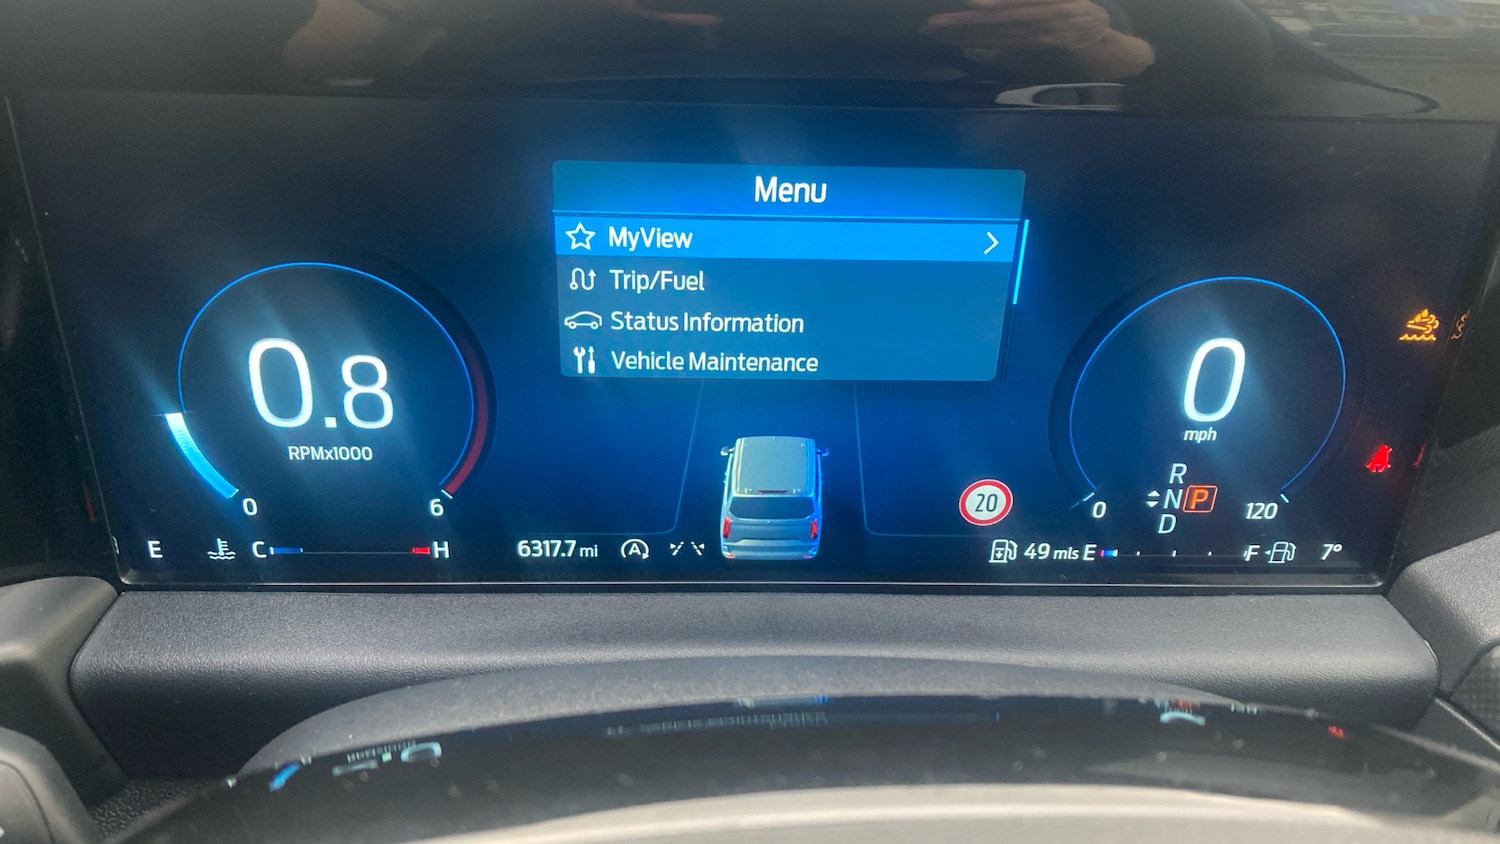 Menu
MyView
Trip/Fuel
Status Information
Vehicle Maintenance
0.8
RPMx1000
0
6
0
mph
R
N P
D
0
120
20
E
C H
6317.7 mi
A
49 mls E F
7°